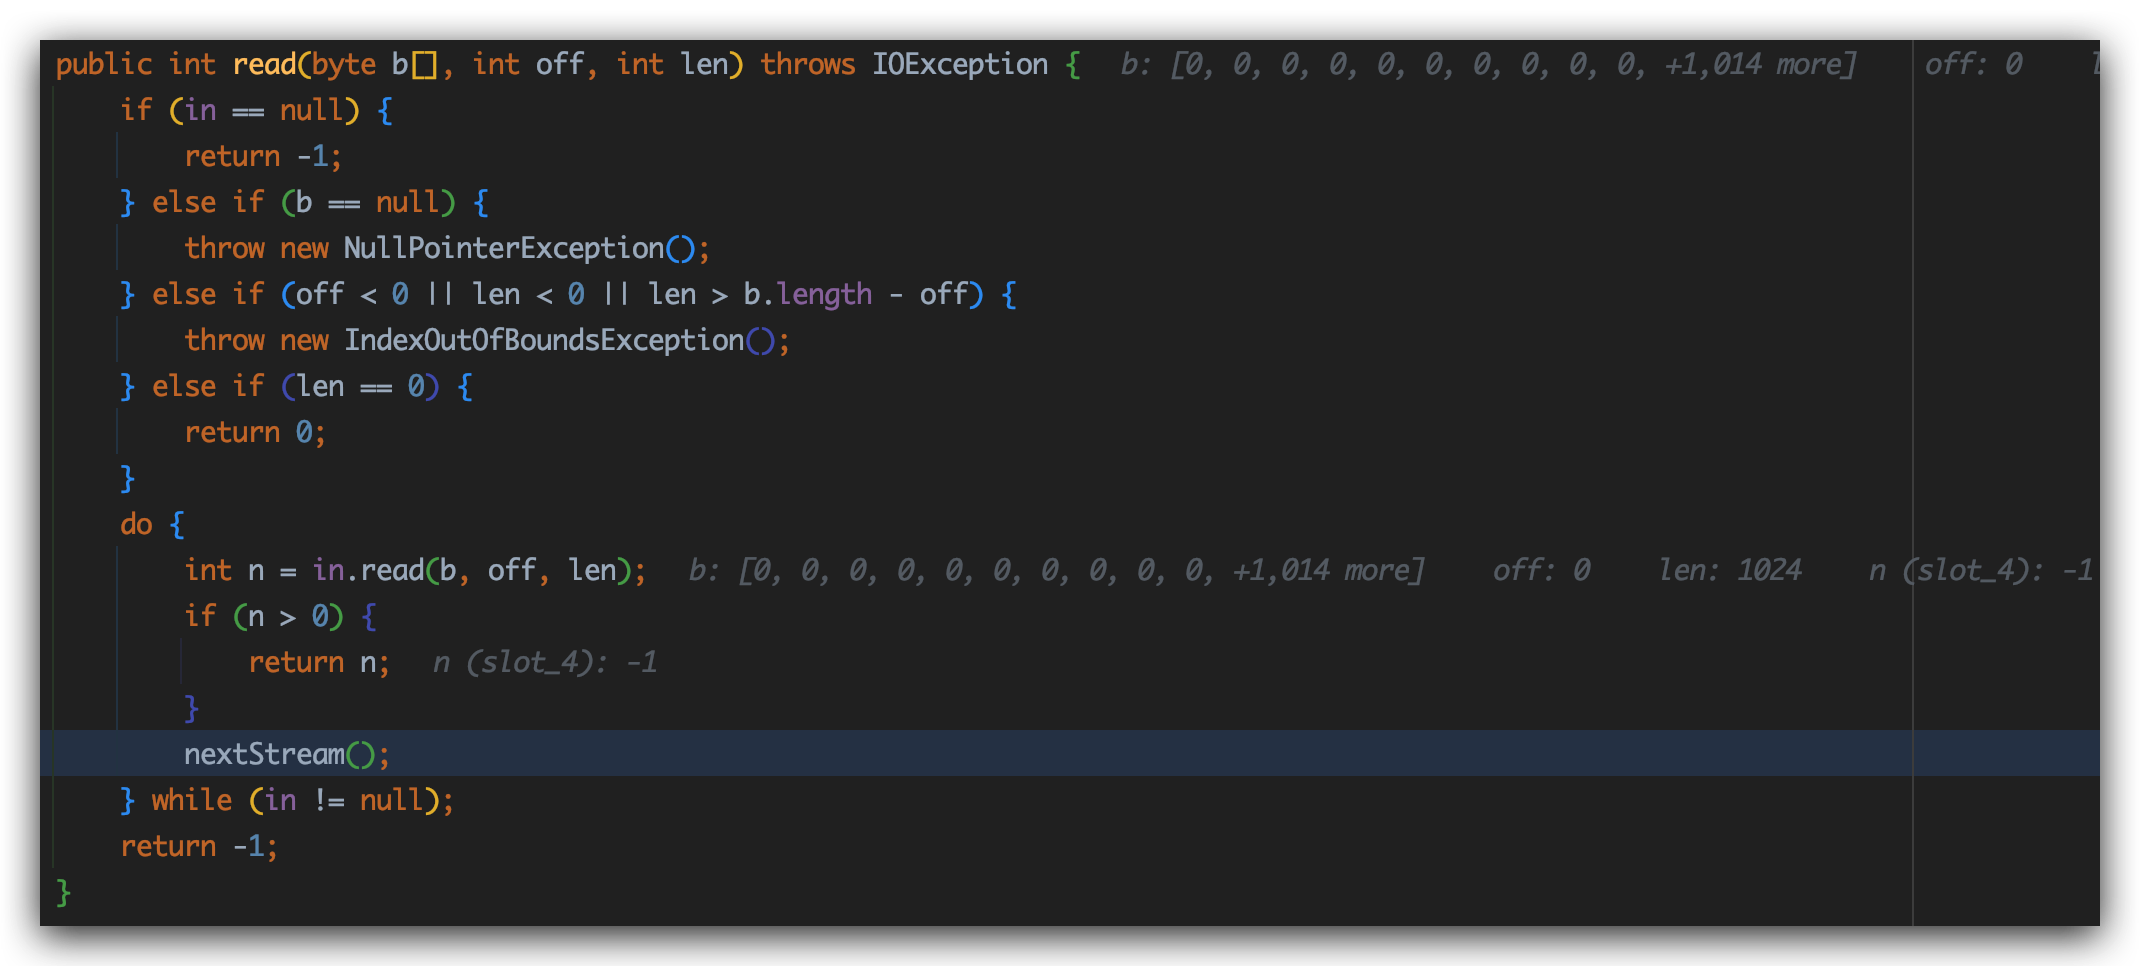 public int read(byte b[], int off, int len) throws IOException {  b: [0, 0, 0, 0, 0, 0, 0, 0, 0, 0, +1,014 more]    off: 0
    if (in == null) {
        return -1;
    } else if (b == null) {
        throw new NullPointerException();
    } else if (off < 0 || len < 0 || len > b.length - off) {
        throw new IndexOutOfBoundsException();
    } else if (len == 0) {
        return 0;
    }
    do {
        int n = in.read(b, off, len);  b: [0, 0, 0, 0, 0, 0, 0, 0, 0, 0, +1,014 more]    off: 0    len: 1024    n (slot_4): -1
        if (n > 0) {
            return n;  n (slot_4): -1
        }
        nextStream();
    } while (in != null);
    return -1;
}